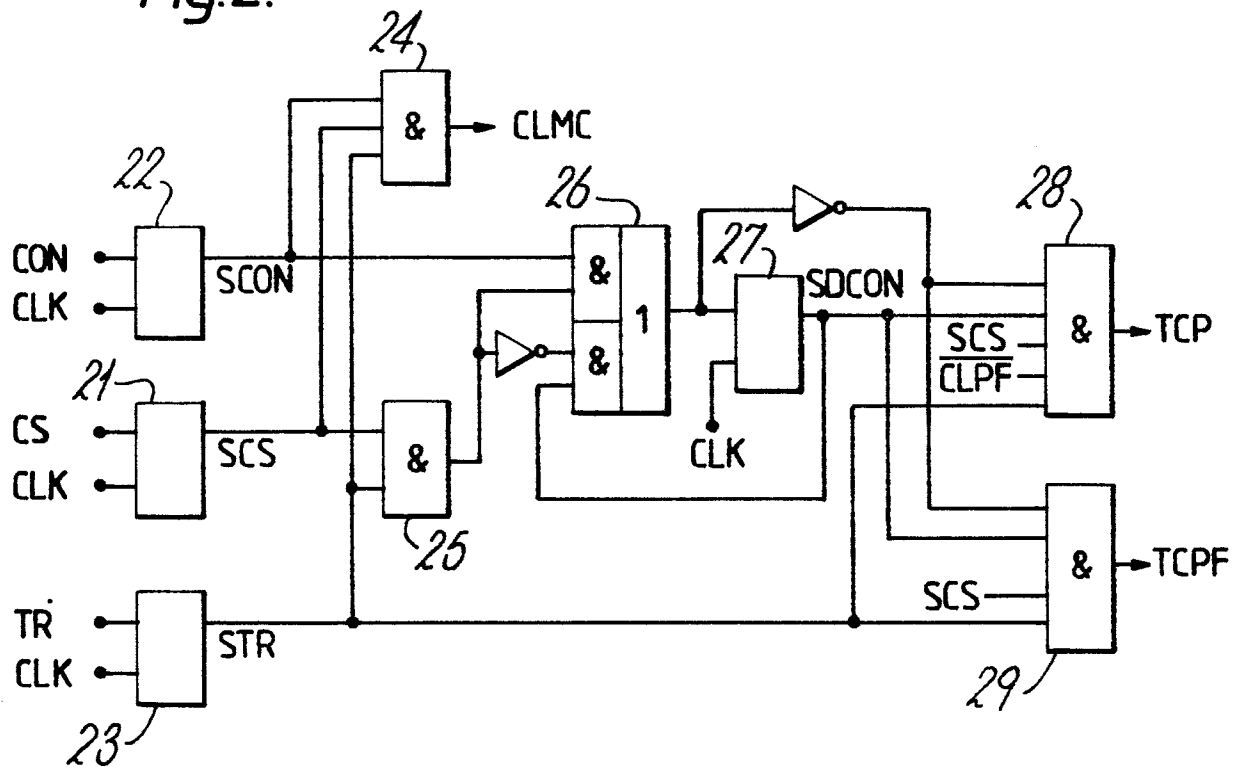 Fig.2.
24
& CLMC
22
CON
CLK
SCON
26
&
&
1
27
SDCON
CLK
28
SCS
CLPF
&
TCP
21
CS
CLK
SCS
&
25
29
SCS
&
TCPF
TR
CLK
STR
23